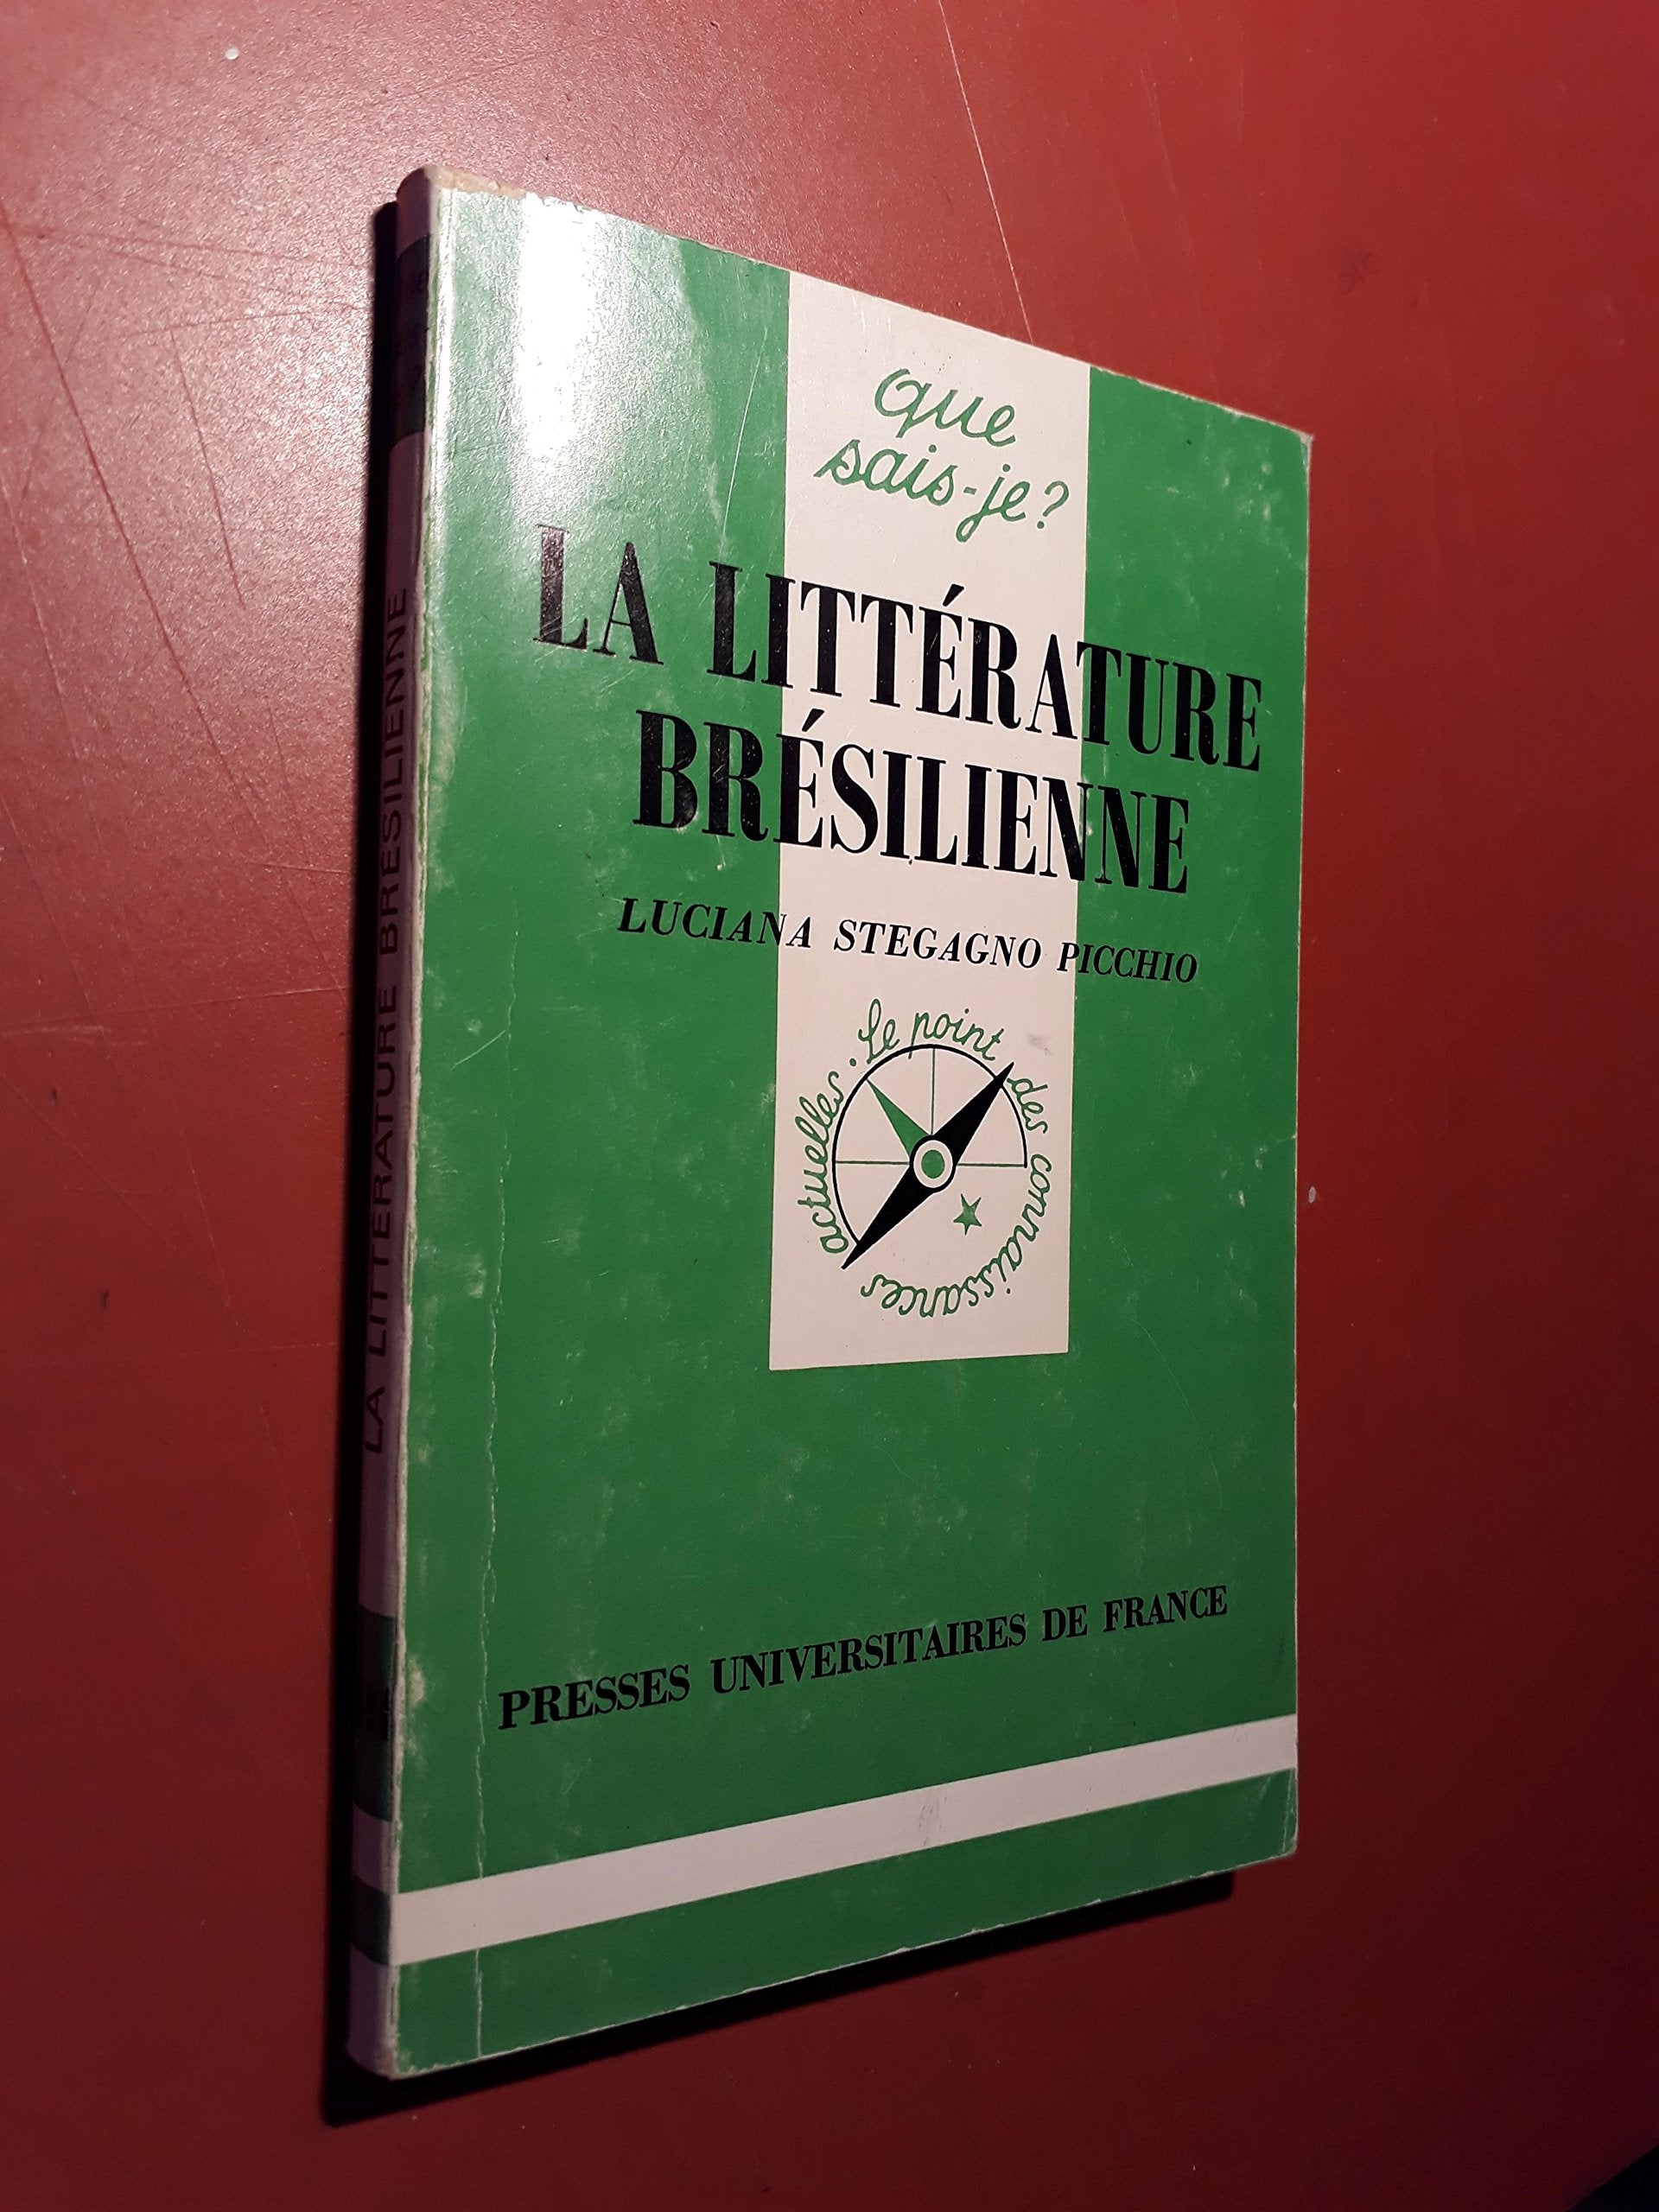 que
sais-je?
LA LITTÉRATURE
BRÉSILIENNE
LUCIANA STEGAGNO PICCHIO
le point des connaissances actuelles.
PRESSES UNIVERSITAIRES DE FRANCE
LA LITTÉRATURE BRÉSILIENNE